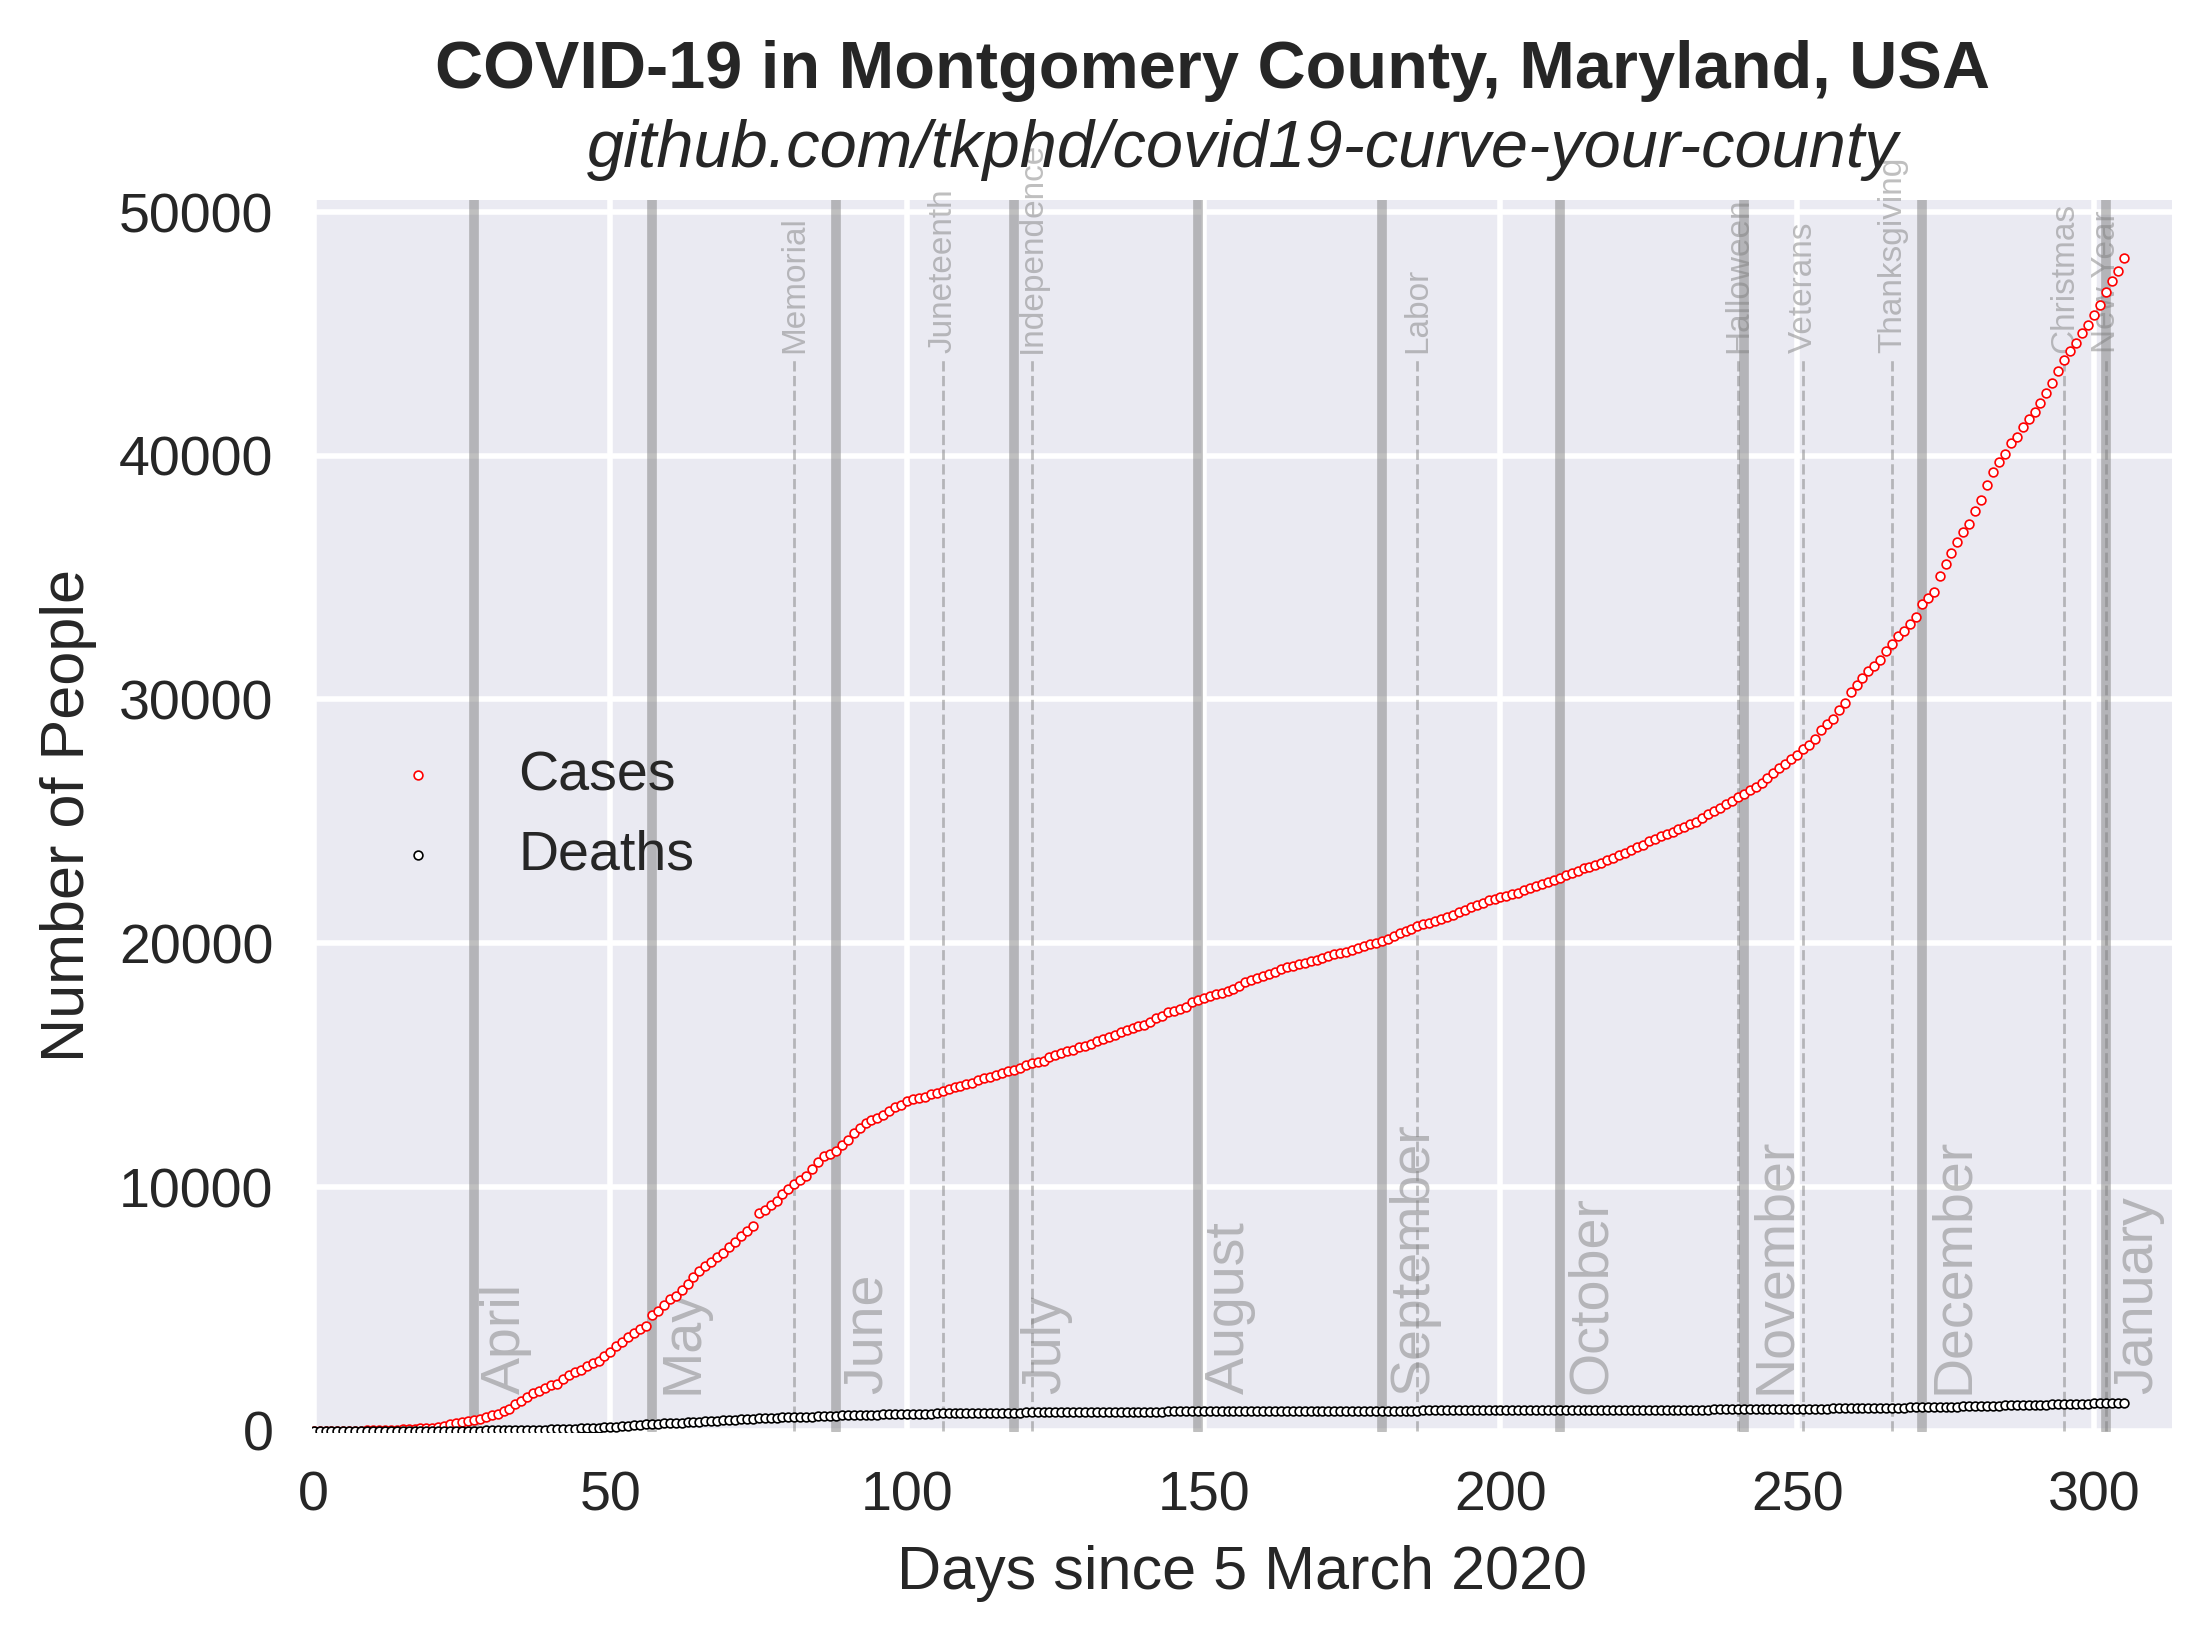 COVID-19 in Montgomery County, Maryland, USA
github.com/tkphd/covid19-curve-your-county
Number of People
50000
40000
30000
20000
10000
0
Memorial
Juneteenth
Independence
Labor
Halloween
Veterans
Thanksgiving
Christmas
New Year
Cases
Deaths
April
May
June
July
August
September
October
November
December
January
0
50
100
150
200
250
300
Days since 5 March 2020